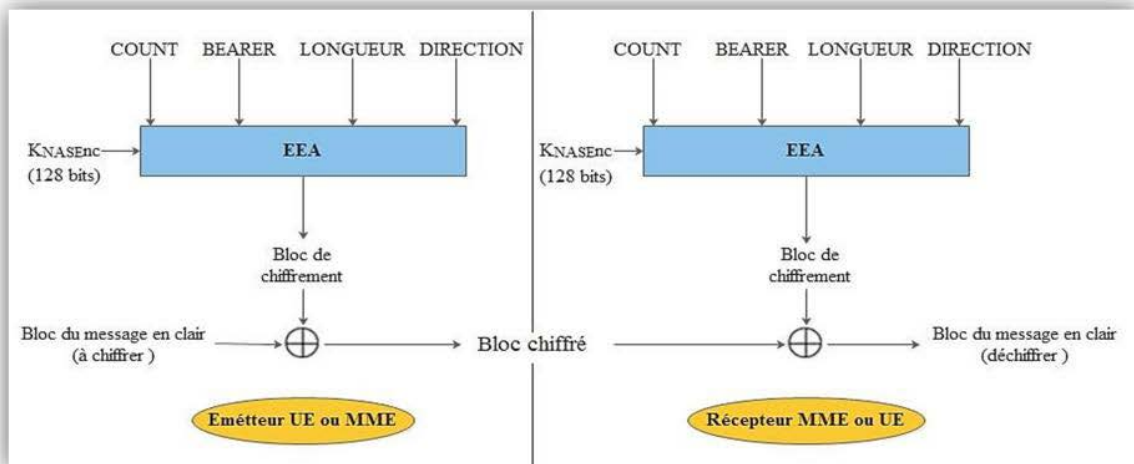 COUNT BEARER LONGUEUR DIRECTION
KNASEnc
(128 bits)
EEA
Bloc de
chiffrement
Bloc du message en clair
(à chiffrer )
Bloc chiffré
Emétteur UE ou MME
COUNT BEARER LONGUEUR DIRECTION
KNASEnc
(128 bits)
EEA
Bloc de
chiffrement
Bloc du message en clair
(déchiffrer )
Récepteur MME ou UE